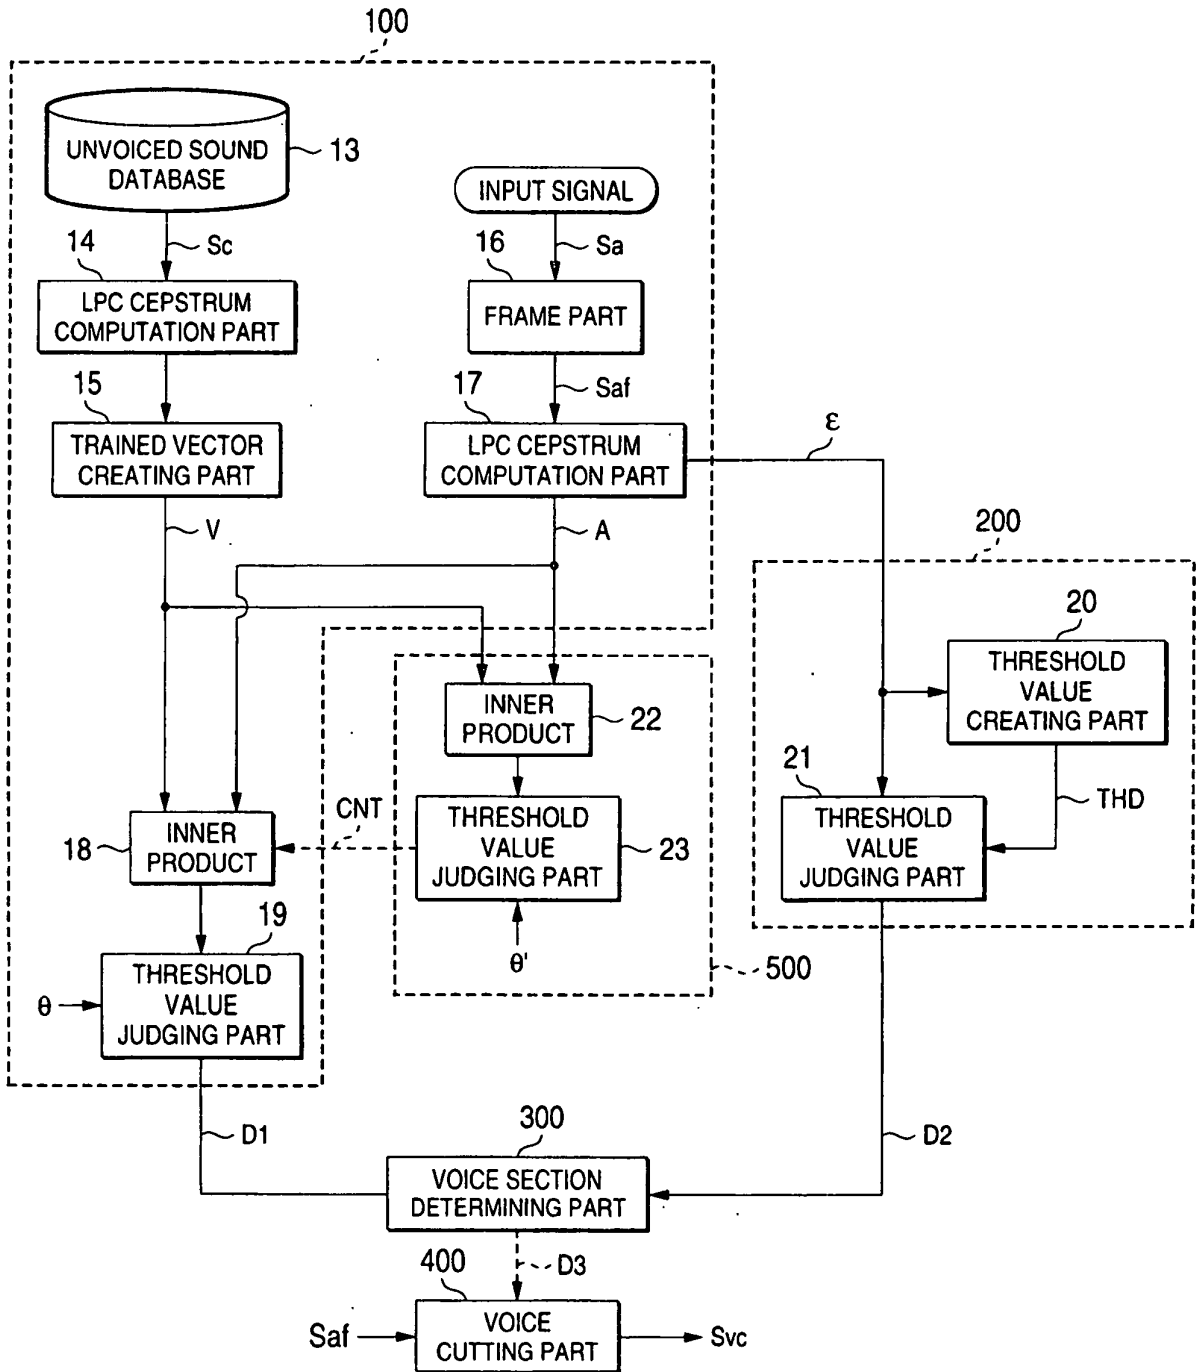 100
UNVOICED SOUND
DATABASE
13
INPUT SIGNAL
14
Sc
16
Sa
LPC CEPSTRUM
COMPUTATION PART
FRAME PART
15
17
Saf
TRAINED VECTOR
CREATING PART
LPC CEPSTRUM
COMPUTATION PART
ε
V
A
200
20
THRESHOLD
VALUE
CREATING PART
INNER
PRODUCT
22
21
THD
CNT
THRESHOLD
VALUE
JUDGING PART
23
THRESHOLD
VALUE
JUDGING PART
18
INNER
PRODUCT
19
θ'
500
θ
THRESHOLD
VALUE
JUDGING PART
D1
300
D2
VOICE SECTION
DETERMINING PART
400
D3
Saf
VOICE
CUTTING PART
Svc